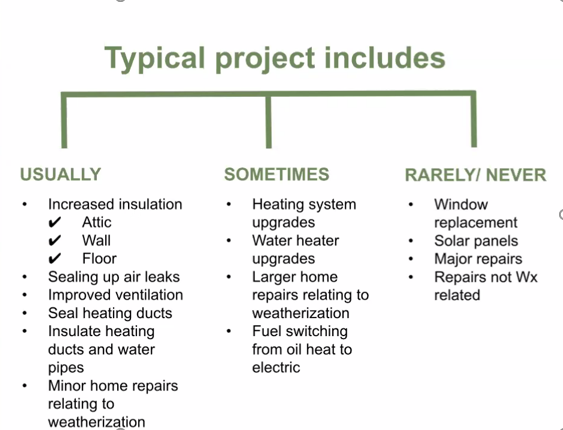 Typical project includes
USUALLY
• Increased insulation
✔ Attic
✔ Wall
✔ Floor
• Sealing up air leaks
• Improved ventilation
• Seal heating ducts
• Insulate heating
ducts and water
pipes
• Minor home repairs
relating to
weatherization
SOMETIMES
• Heating system
upgrades
• Water heater
upgrades
• Larger home
repairs relating to
weatherization
• Fuel switching
from oil heat to
electric
RARELY/ NEVER
• Window
replacement
• Solar panels
• Major repairs
• Repairs not Wx
related